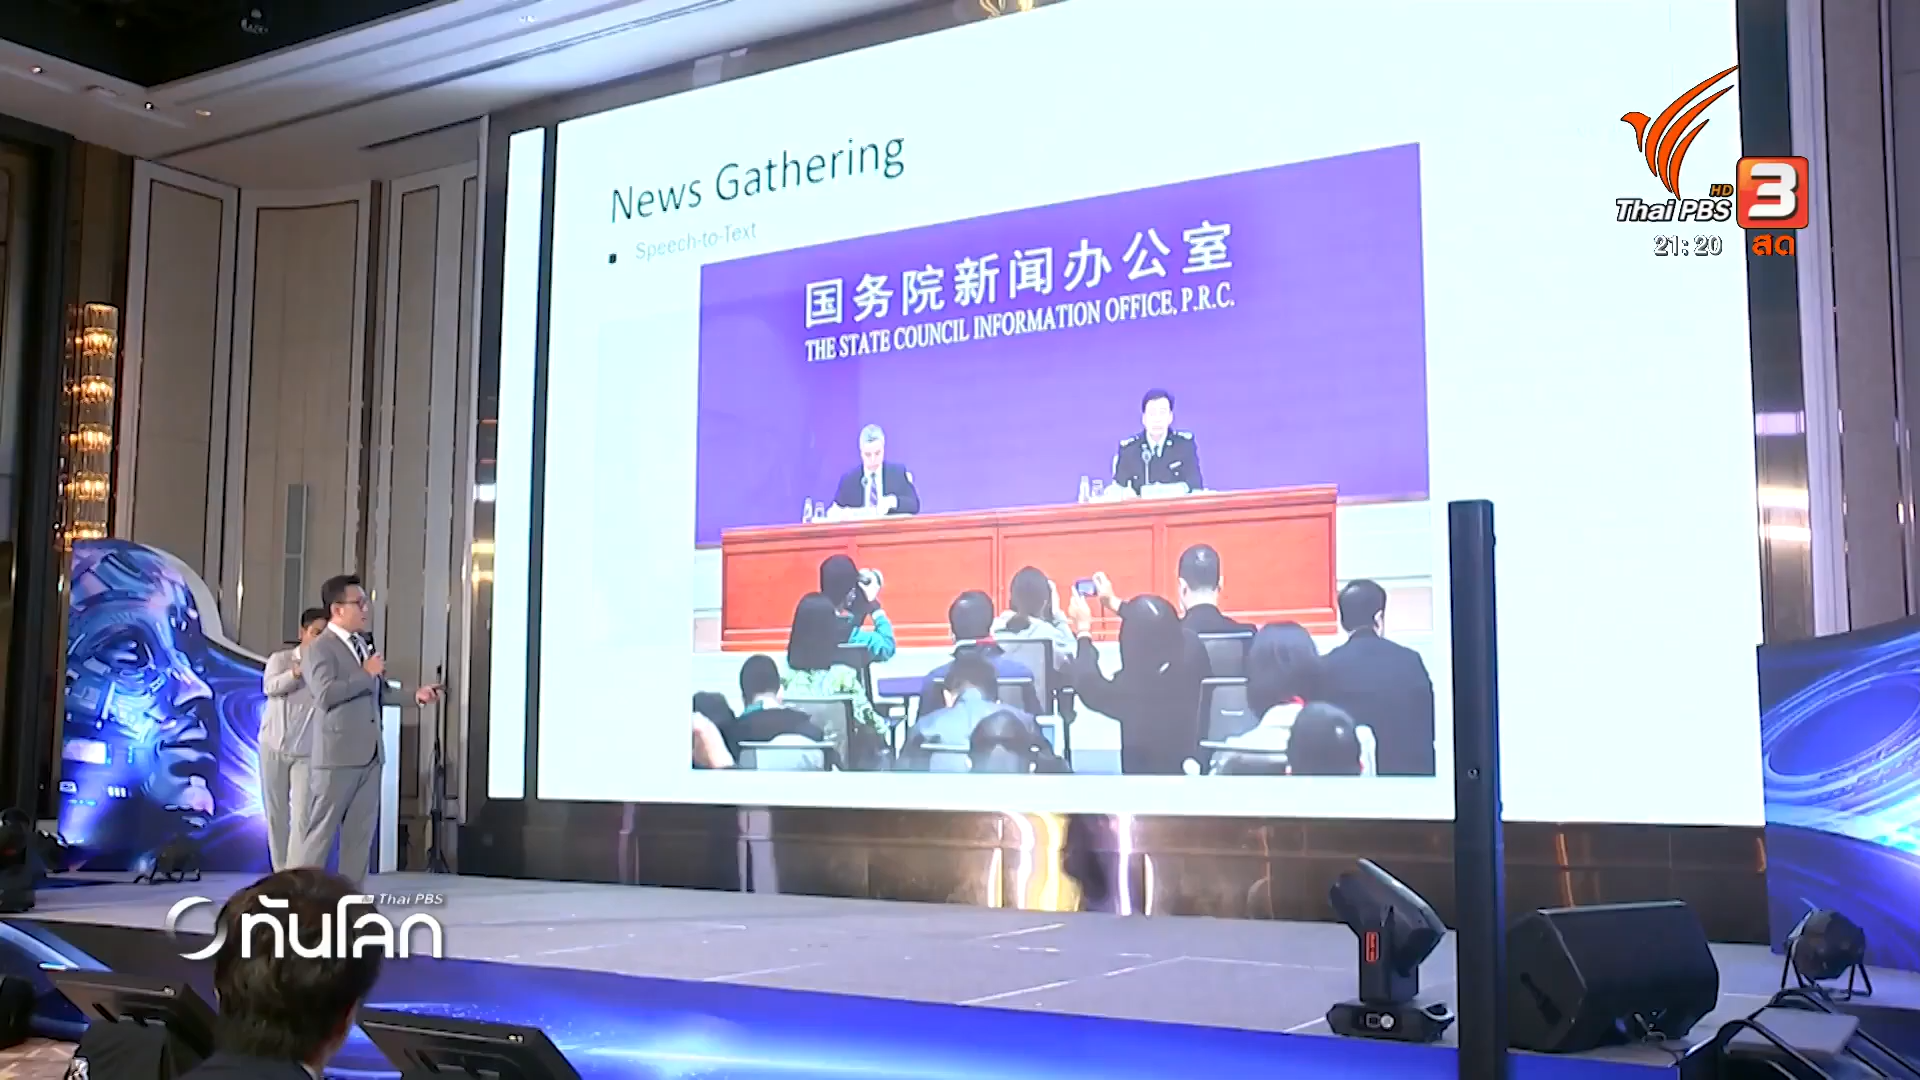 News Gathering
Speech-to-Text
国务院新闻办公室
THE STATE COUNCIL INFORMATION OFFICE, P.R.C.
HD
Thai PBS
3
21:20
สด
Thai PBS
ทันโลก